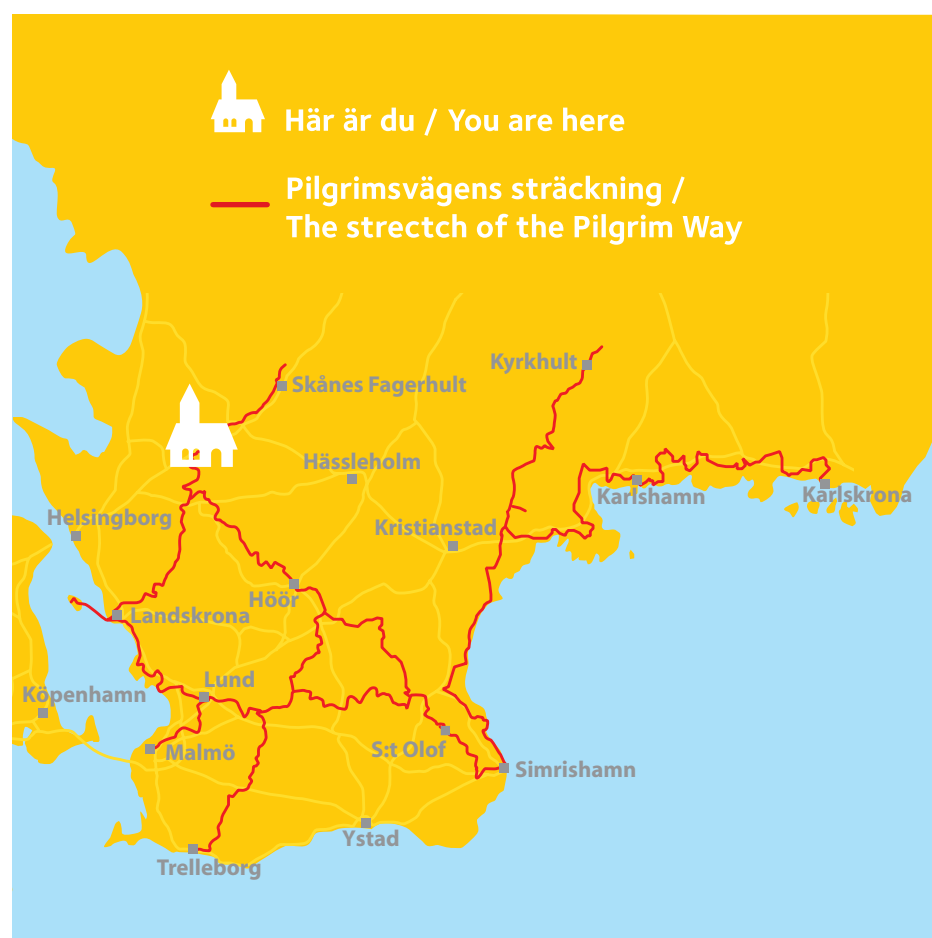 Här är du / You are here
Pilgrimsvägens sträckning /
The strectch of the Pilgrim Way
Kyrkhult
Skånes Fagerhult
Hässleholm
Karlshamn
Karlskrona
Helsingborg
Kristianstad
Höör
Landskrona
Lund
Köpenhamn
Malmö
S:t Olof
Simrishamn
Ystad
Trelleborg